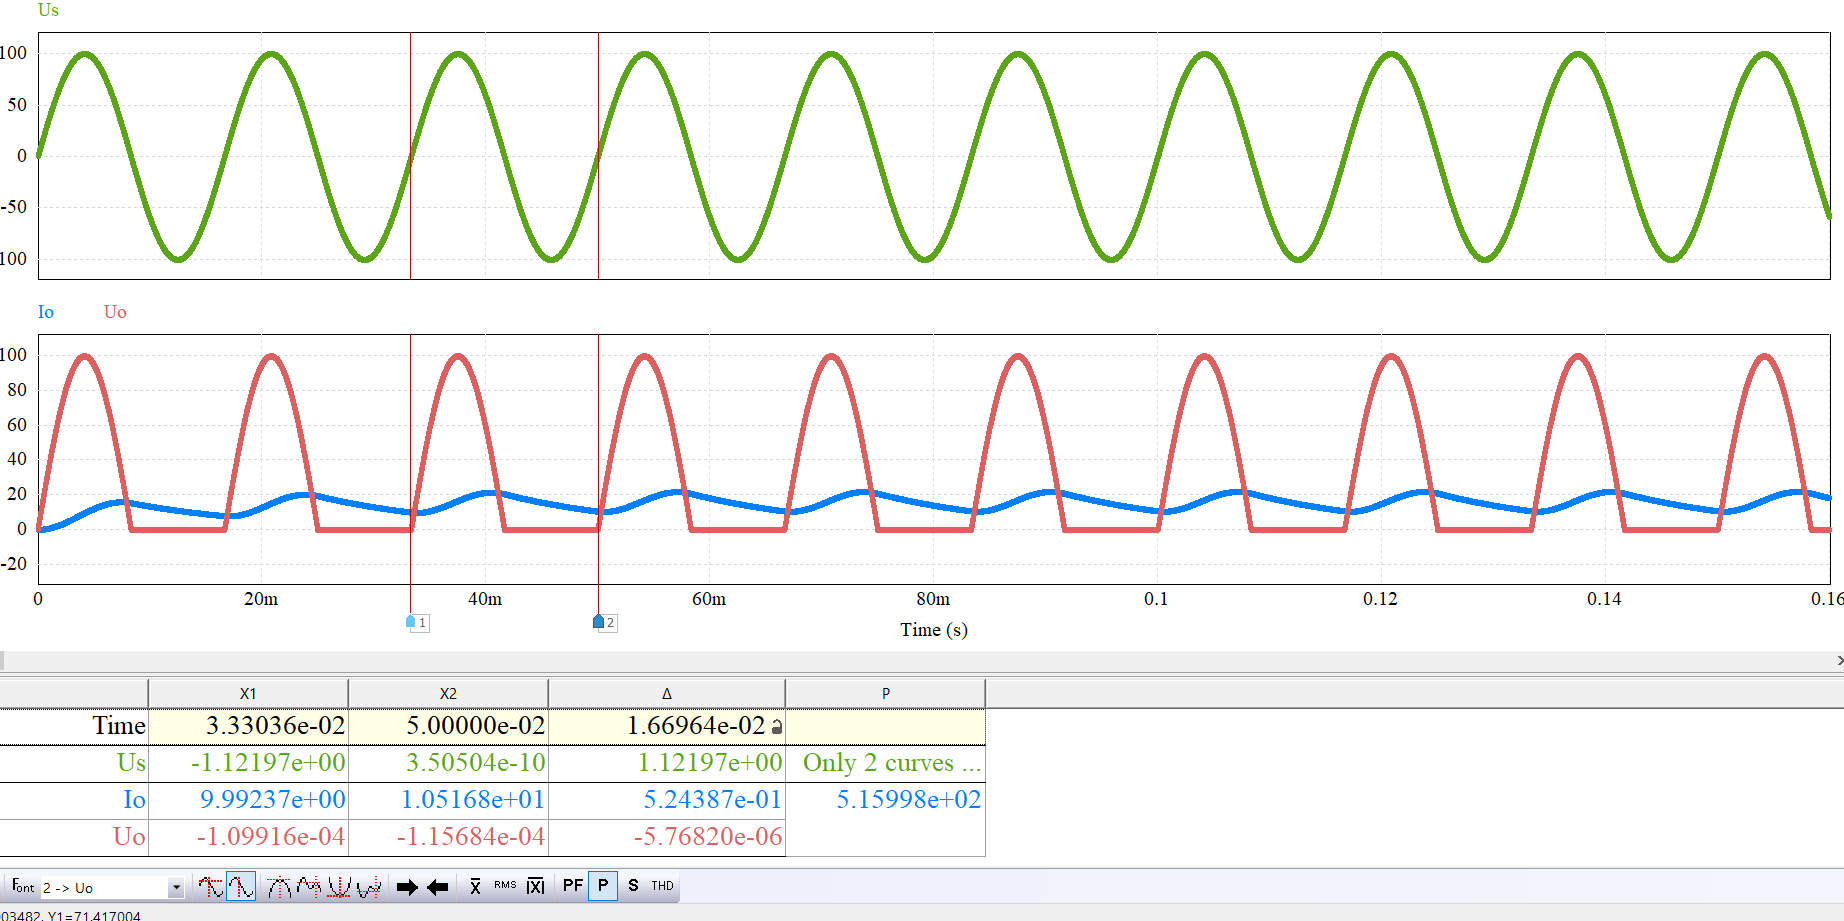 Us
100
50
0
-50
100
Io Uo
100
80
60
40
20
0
-20
0 20m 40m 60m 80m 0.1 0.12 0.14 0.16
1 2
Time (s)
X1 X2 Δ P
Time 3.33036e-02 5.00000e-02 1.66964e-02
Us -1.12197e+00 3.50504e-10 1.12197e+00 Only 2 curves ...
Io 9.99237e+00 1.05168e+01 5.24387e-01 5.15998e+02
Uo -1.09916e-04 -1.15684e-04 -5.76820e-06
Font 2 -> Uo x̄ RMS |X| PF P S THD
003482, Y1=71.417004